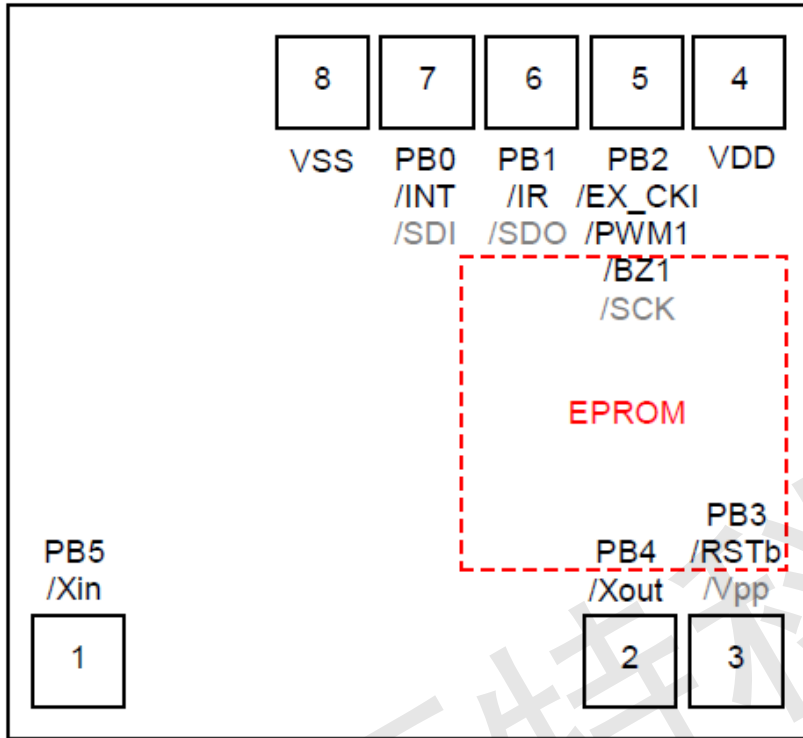 8 7 6 5 4
VSS PB0 PB1 PB2 VDD
/INT /IR /EX_CKI
/SDI /SDO /PWM1
/BZ1
/SCK
EPROM
PB3
PB5 PB4 /RSTb
/Xin /Xout /Vpp
1 2 3